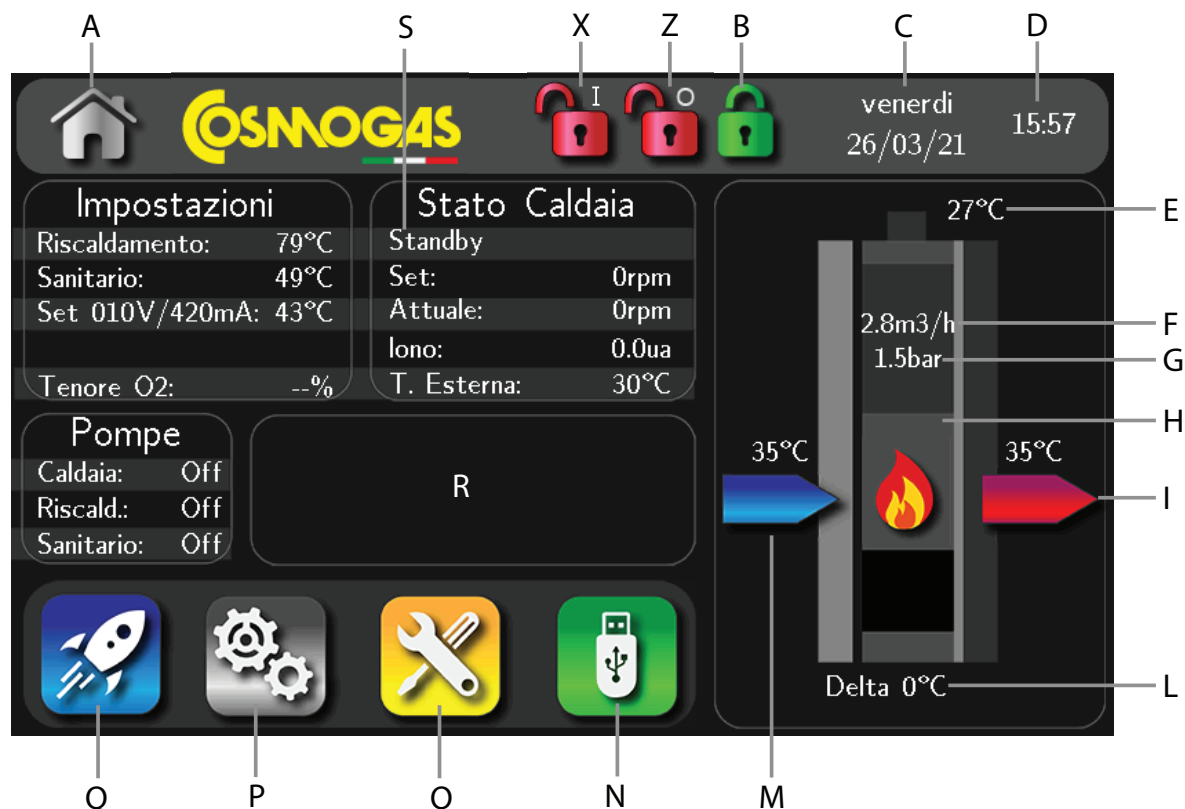 A S X Z B C D
COSMOGAS I O venerdi 15:57
26/03/21
Impostazioni
Riscaldamento: 79°C
Sanitario: 49°C
Set 010V/420mA: 43°C
Tenore O2: --%
Stato Caldaia
Standby
Set: 0rpm
Attuale: 0rpm
Iono: 0.0ua
T. Esterna: 30°C
Pompe
Caldaia: Off
Riscald.: Off
Sanitario: Off
R
27°C E
2.8m3/h F
1.5bar G
H
35°C 35°C
I
Delta 0°C L
O P O N M